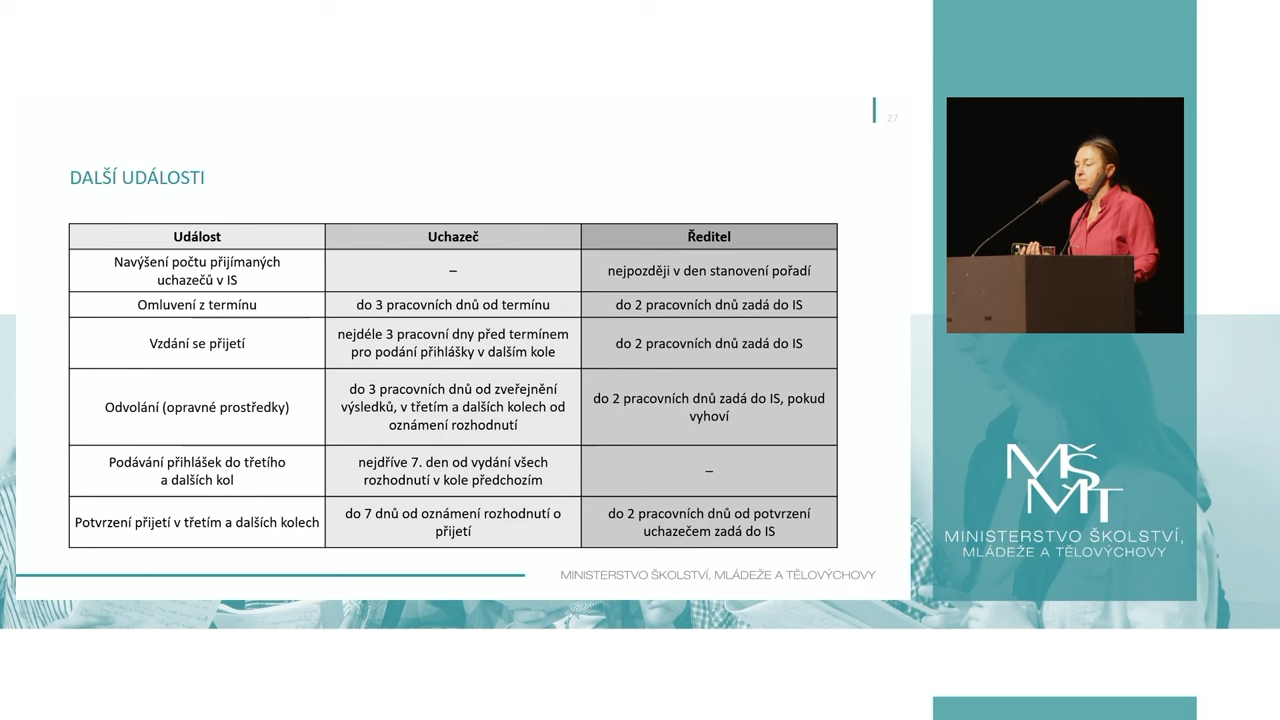 27
DALŠÍ UDÁLOSTI
Událost
Uchazeč
Ředitel
Navýšení počtu přijímaných
uchazečů v IS
–
nejpozději v den stanovení pořadí
Omluvení z termínu
do 3 pracovních dnů od termínu
do 2 pracovních dnů zadá do IS
Vzdání se přijetí
nejdéle 3 pracovní dny před termínem
pro podání přihlášky v dalším kole
do 2 pracovních dnů zadá do IS
Odvolání (opravné prostředky)
do 3 pracovních dnů od zveřejnění
výsledků, v třetím a dalších kolech od
oznámení rozhodnutí
do 2 pracovních dnů zadá do IS, pokud
vyhoví
Podávání přihlášek do třetího
a dalších kol
nejdříve 7. den od vydání všech
rozhodnutí v kole předchozím
–
Potvrzení přijetí v třetím a dalších kolech
do 7 dnů od oznámení rozhodnutí o
přijetí
do 2 pracovních dnů od potvrzení
uchazečem zadá do IS
MINISTERSTVO ŠKOLSTVÍ, MLÁDEŽE A TĚLOVÝCHOVY
MŠ
MT
MINISTERSTVO ŠKOLSTVÍ,
MLÁDEŽE A TĚLOVÝCHOVY